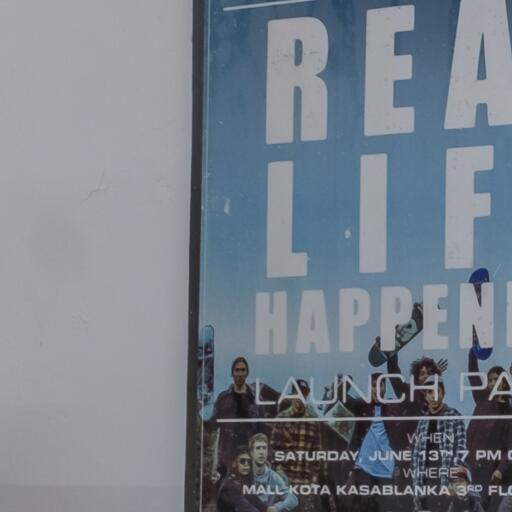 REA
LIF
HAPPEN
LAUNCH PA
WHEN
SATURDAY, JUNE 13TH, 7 PM
WHERE
MALL KOTA KASABLANKA 3RD FLO